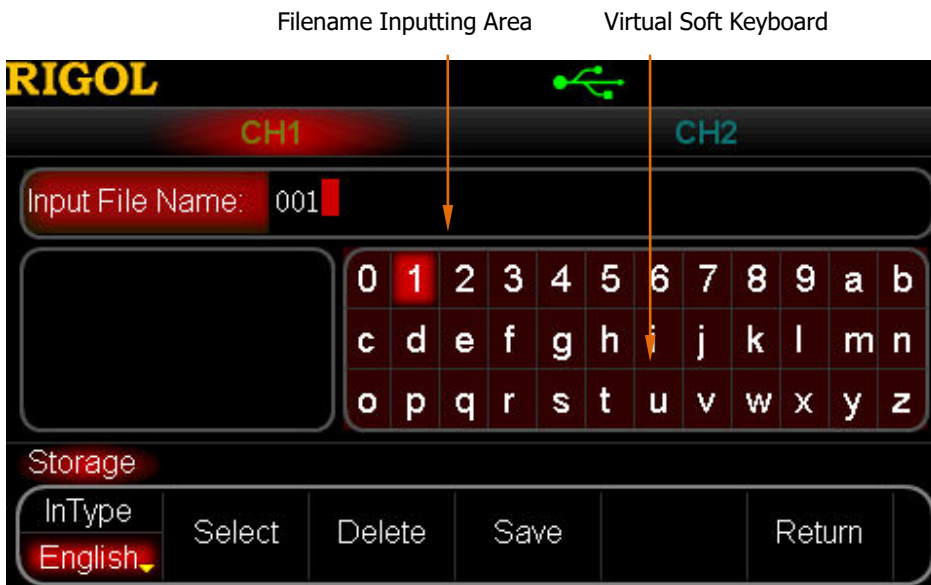 Filename Inputting Area Virtual Soft Keyboard
RIGOL
CH1 CH2
Input File Name: 001
0 1 2 3 4 5 6 7 8 9 a b
c d e f g h i j k l m n
o p q r s t u v w x y z
Storage
InType
English
Select Delete Save Return